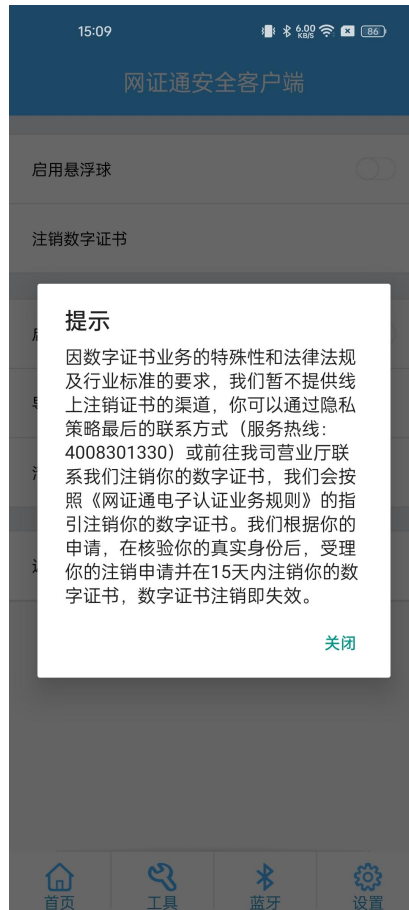 15:09
6.00
KB/S
86
网证通安全客户端
启用悬浮球
注销数字证书
提示
因数字证书业务的特殊性和法律法规
及行业标准的要求，我们暂不提供线
上注销证书的渠道，你可以通过隐私
策略最后的联系方式（服务热线：
4008301330）或前往我司营业厅联
系我们注销你的数字证书，我们会按
照《网证通电子认证业务规则》的指
引注销你的数字证书。我们根据你的
申请，在核验你的真实身份后，受理
你的注销申请并在15天内注销你的数
字证书，数字证书注销即失效。
关闭
首页
工具
蓝牙
设置